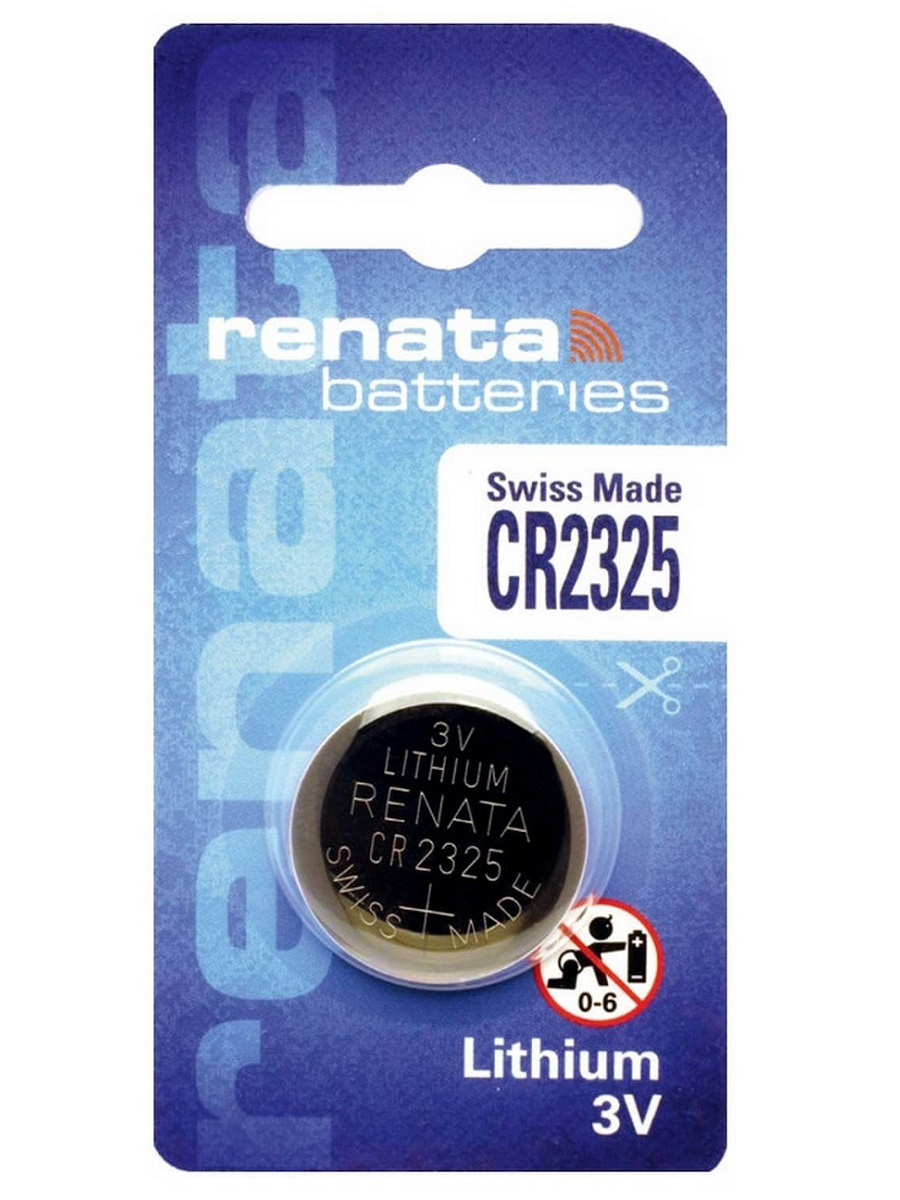 renata
renata
batteries
Swiss Made
CR2325
3V
LITHIUM
RENATA
CR 2325
SWISS + MADE
+
0-6
Lithium
3V